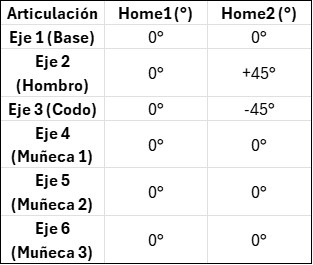 Articulación Home1 (°) Home2 (°)
Eje 1 (Base) 0° 0°
Eje 2
(Hombro) 0° +45°
Eje 3 (Codo) 0° -45°
Eje 4
(Muñeca 1) 0° 0°
Eje 5
(Muñeca 2) 0° 0°
Eje 6
(Muñeca 3) 0° 0°